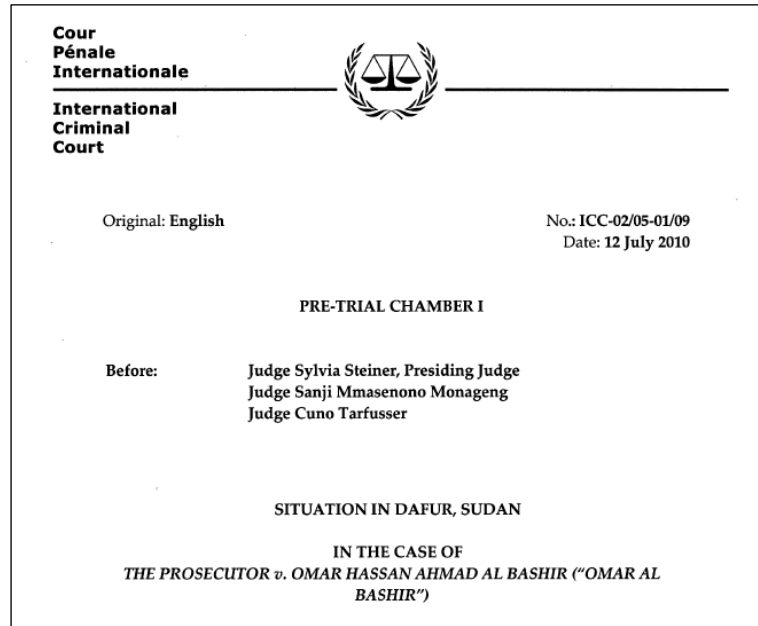 Cour
Pénale
Internationale
International
Criminal
Court
Original: English
No.: ICC-02/05-01/09
Date: 12 July 2010
PRE-TRIAL CHAMBER I
Before:
Judge Sylvia Steiner, Presiding Judge
Judge Sanji Mmasenono Monageng
Judge Cuno Tarfusser
SITUATION IN DAFUR, SUDAN
IN THE CASE OF
THE PROSECUTOR v. OMAR HASSAN AHMAD AL BASHIR ("OMAR AL
BASHIR")